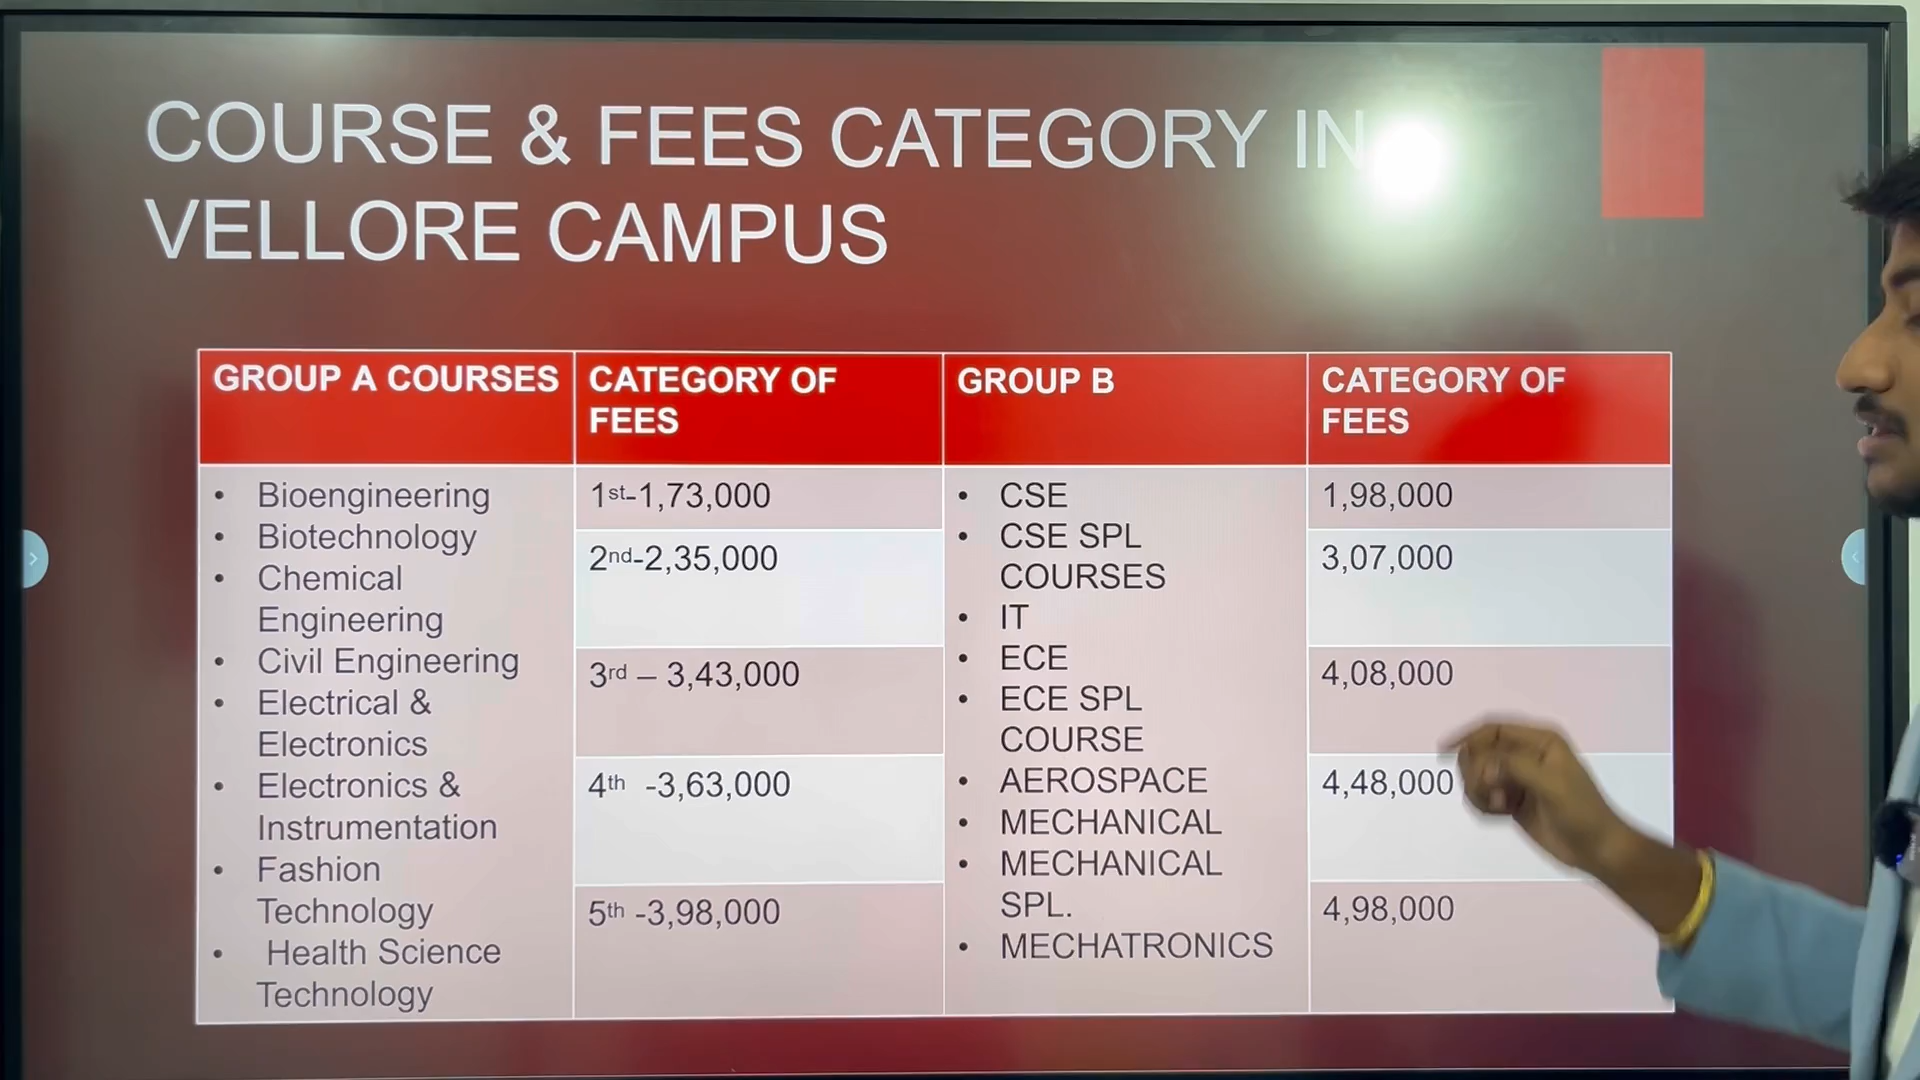 COURSE & FEES CATEGORY IN
VELLORE CAMPUS
GROUP A COURSES
CATEGORY OF
FEES
GROUP B
CATEGORY OF
FEES
• Bioengineering
• Biotechnology
• Chemical
Engineering
• Civil Engineering
• Electrical &
Electronics
• Electronics &
Instrumentation
• Fashion
Technology
• Health Science
Technology
1st-1,73,000
2nd-2,35,000
3rd – 3,43,000
4th -3,63,000
5th -3,98,000
• CSE
• CSE SPL
COURSES
• IT
• ECE
• ECE SPL
COURSE
• AEROSPACE
• MECHANICAL
• MECHANICAL
SPL.
• MECHATRONICS
1,98,000
3,07,000
4,08,000
4,48,000
4,98,000